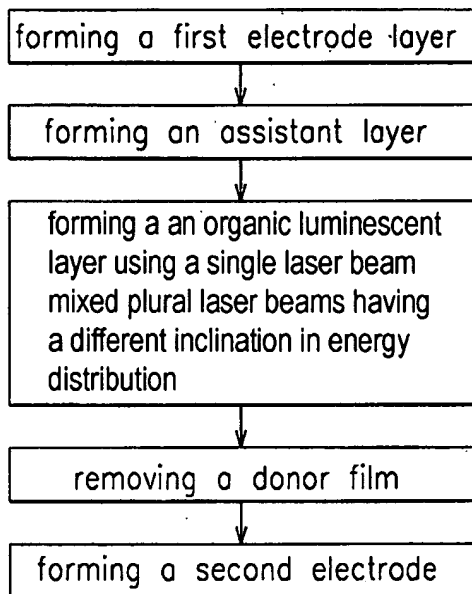 forming a first electrode layer
forming an assistant layer
forming a an organic luminescent
layer using a single laser beam
mixed plural laser beams having
a different inclination in energy
distribution
removing a donor film
forming a second electrode